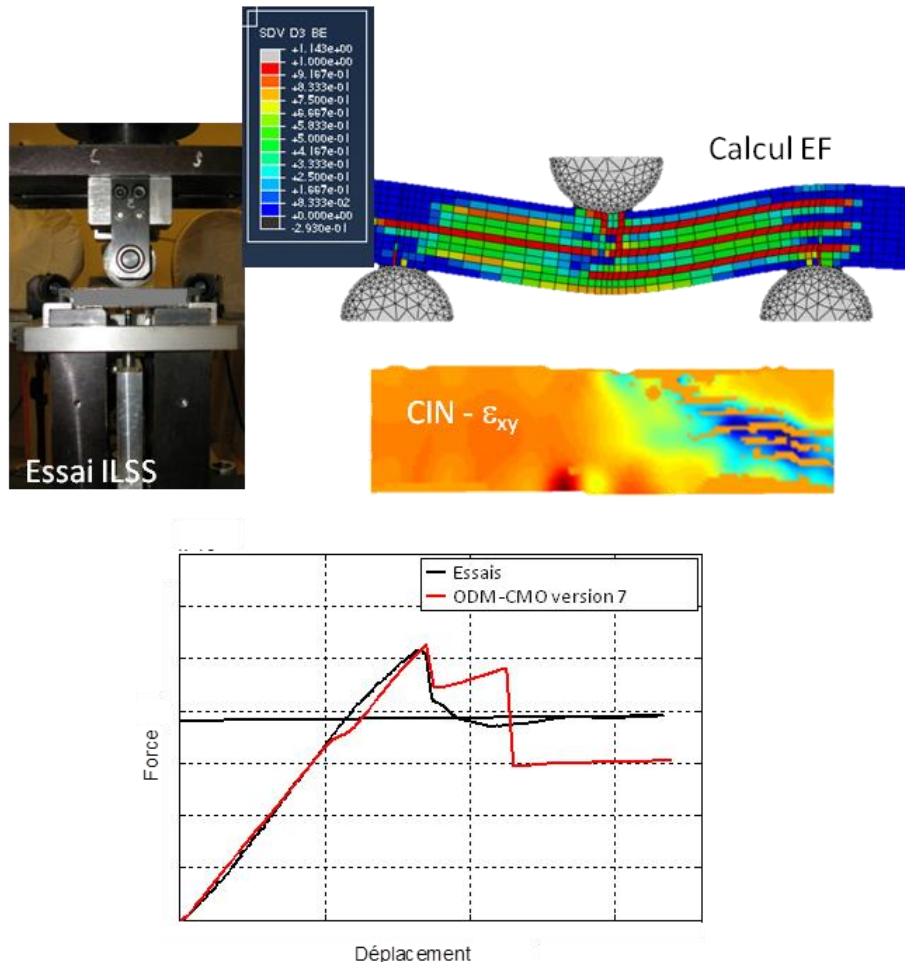 SDV D3 BE
+1.143e+00
+1.000e+00
+9.167e-01
+8.333e-01
+7.500e-01
+6.667e-01
+5.833e-01
+5.000e-01
+4.167e-01
+3.333e-01
+2.500e-01
+1.667e-01
+8.333e-02
+0.000e+00
-2.930e-01
Calcul EF
Essai ILSS
CIN - εxy
Essais
ODM-CMO version 7
Force
Déplacement